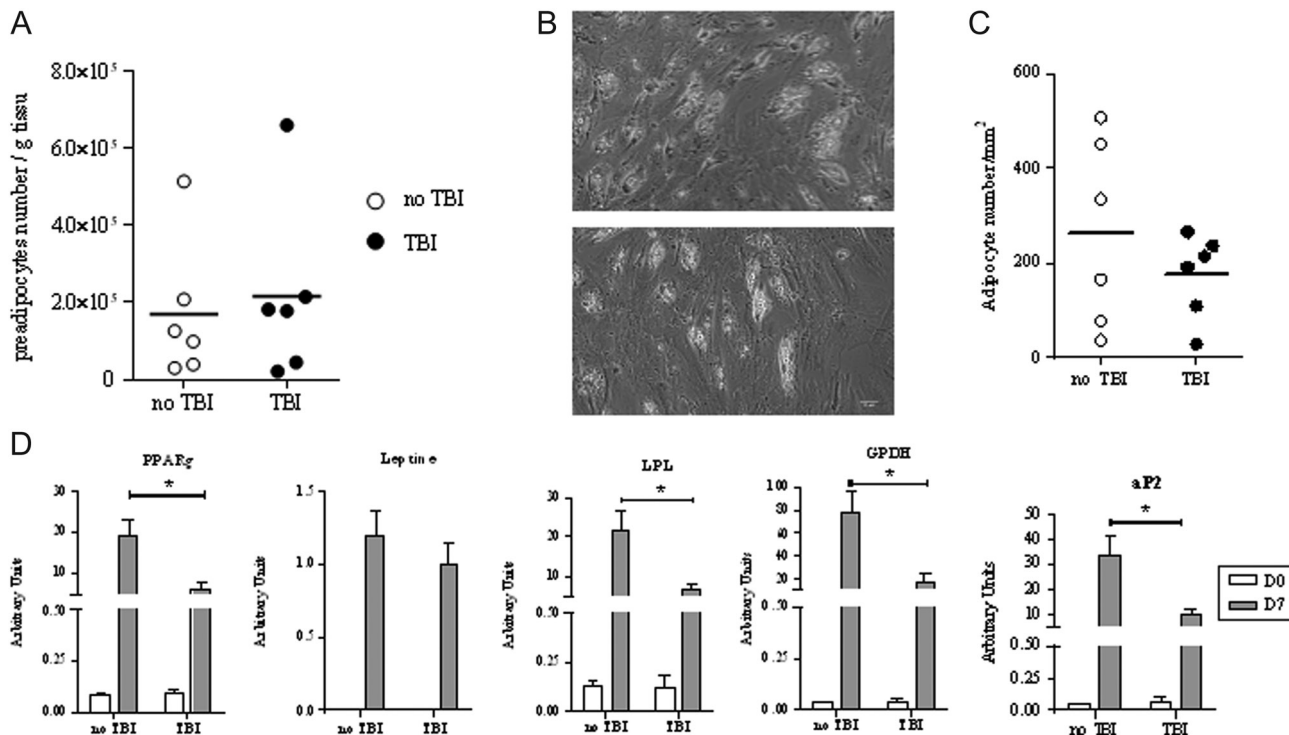 A
preadipocytes number / g tissu
8.0×10⁵
6.0×10⁵
4.0×10⁵
2.0×10⁵
0
no TBI
TBI
no TBI
TBI
B
C
Adipocyte number/mm²
600
400
200
0
no TBI
TBI
D
PPARg
*
Arbitrary Units
30
20
10
0.50
0.25
0.00
no TBI
TBI
Leptine
Arbitrary Units
1.5
1.0
0.5
0.0
no TBI
TBI
LPL
*
Arbitrary Unit
30
20
10
0.50
0.25
0.00
no TBI
TBI
GPDH
*
Arbitrary Units
100
80
60
40
20
0.50
0.25
0.00
no TBI
TBI
aP2
*
Arbitrary Units
50
40
30
20
10
0.50
0.25
0.00
no TBI
TBI
D0
D7